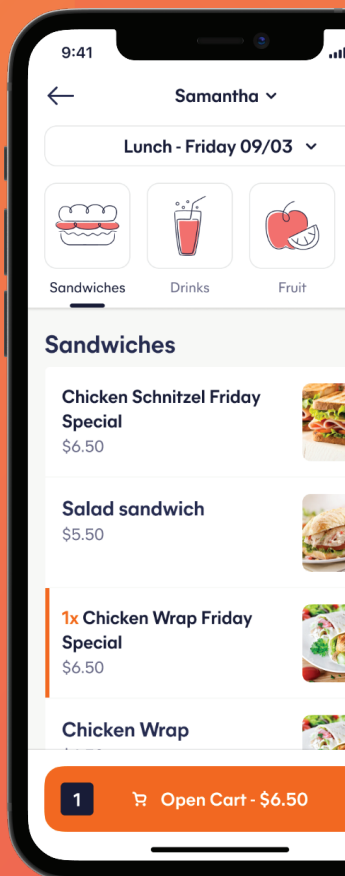 9:41
Samantha
Lunch - Friday 09/03
Sandwiches
Drinks
Fruit
Sandwiches
Chicken Schnitzel Friday
Special
$6.50
Salad sandwich
$5.50
1x Chicken Wrap Friday
Special
$6.50
Chicken Wrap
1
Open Cart - $6.50